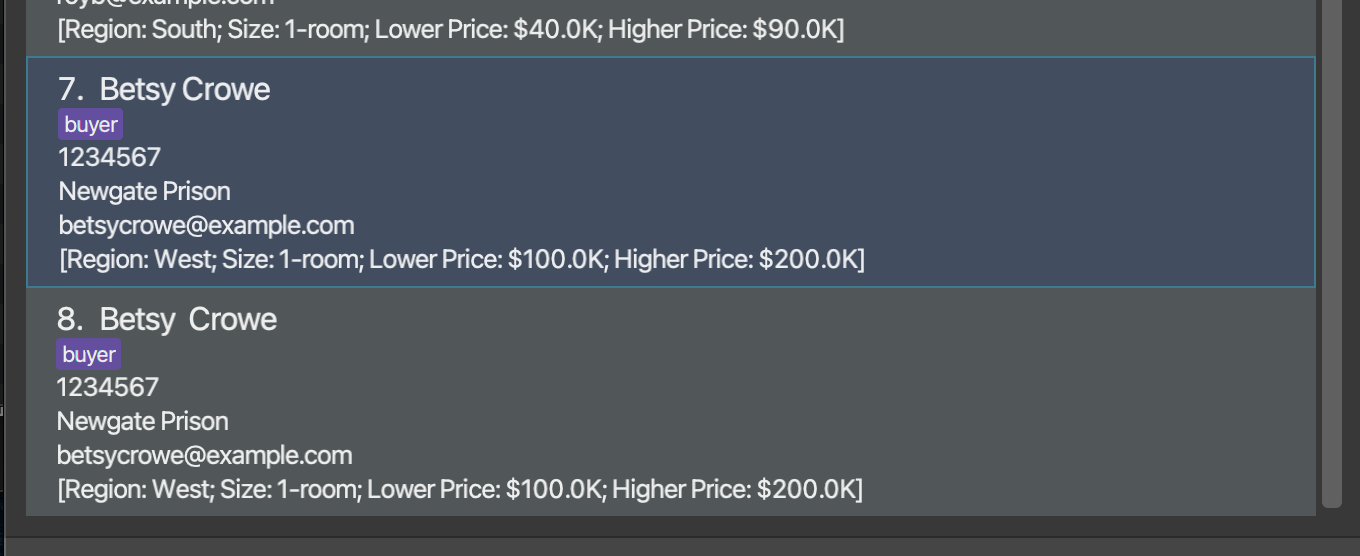 [Region: South; Size: 1-room; Lower Price: $40.0K; Higher Price: $90.0K]
7.  Betsy Crowe
buyer
1234567
Newgate Prison
betsycrowe@example.com
[Region: West; Size: 1-room; Lower Price: $100.0K; Higher Price: $200.0K]
8.  Betsy  Crowe
buyer
1234567
Newgate Prison
betsycrowe@example.com
[Region: West; Size: 1-room; Lower Price: $100.0K; Higher Price: $200.0K]